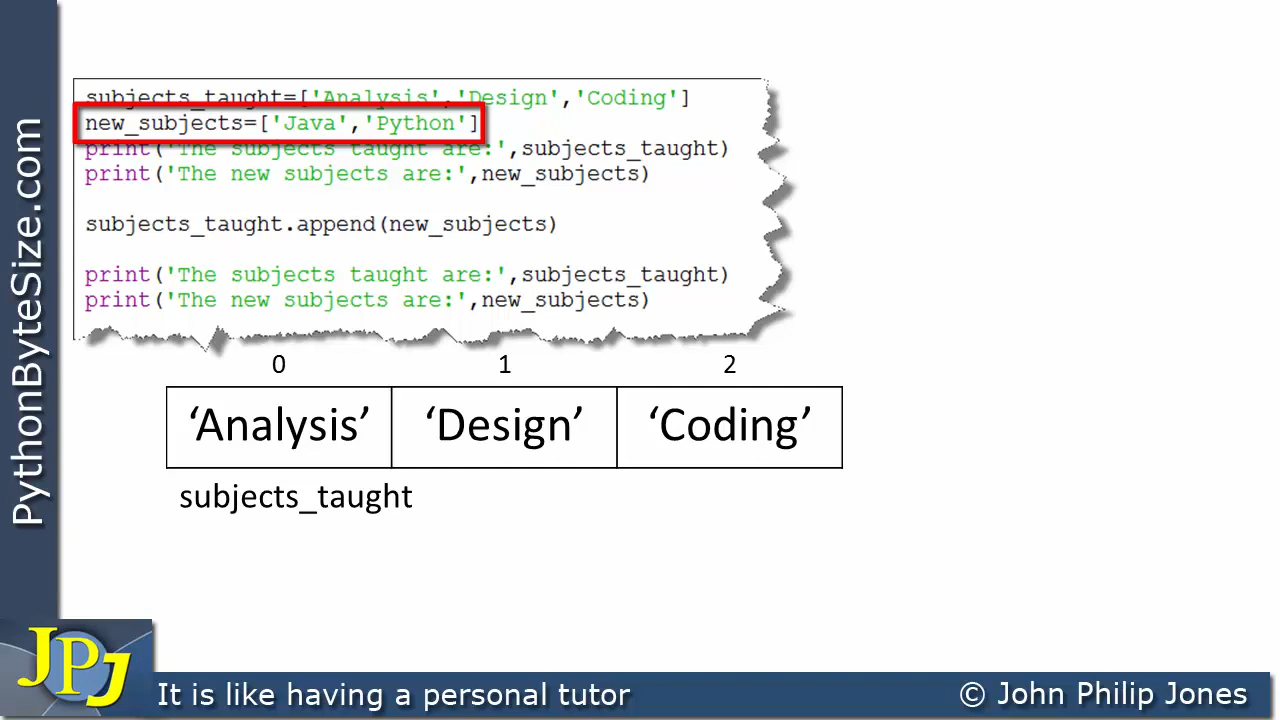 subjects_taught=['Analysis','Design','Coding']
new_subjects=['Java','Python']
print('The subjects taught are:',subjects_taught)
print('The new subjects are:',new_subjects)
subjects_taught.append(new_subjects)
print('The subjects taught are:',subjects_taught)
print('The new subjects are:',new_subjects)
0 1 2
‘Analysis’ ‘Design’ ‘Coding’
subjects_taught
PythonByteSize.com
JPJ
It is like having a personal tutor
© John Philip Jones